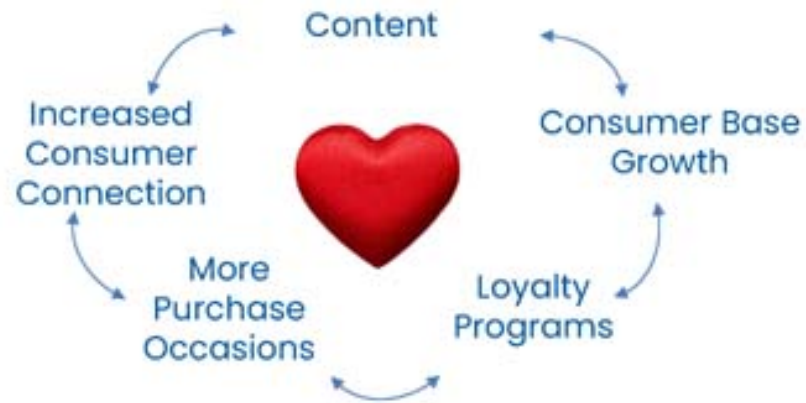 Content
Increased
Consumer
Connection
Consumer Base
Growth
More
Purchase
Occasions
Loyalty
Programs